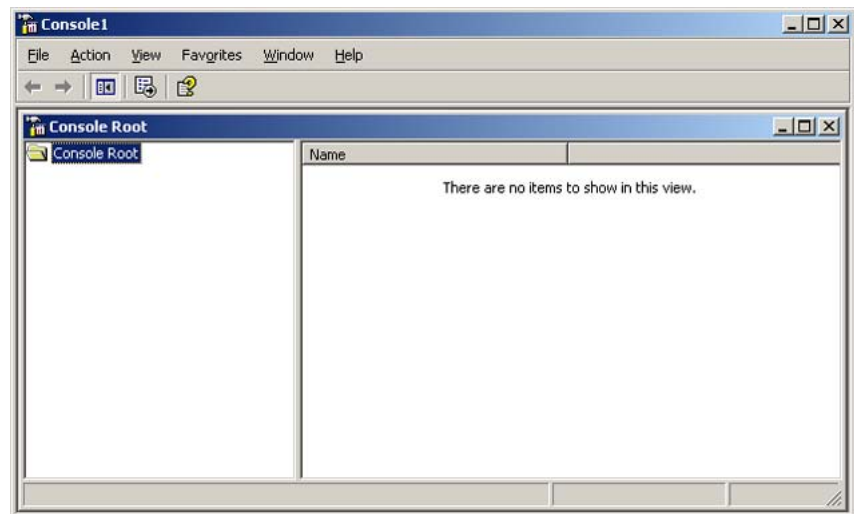 Console1
File Action View Favorites Window Help
Console Root
Console Root
Name
There are no items to show in this view.